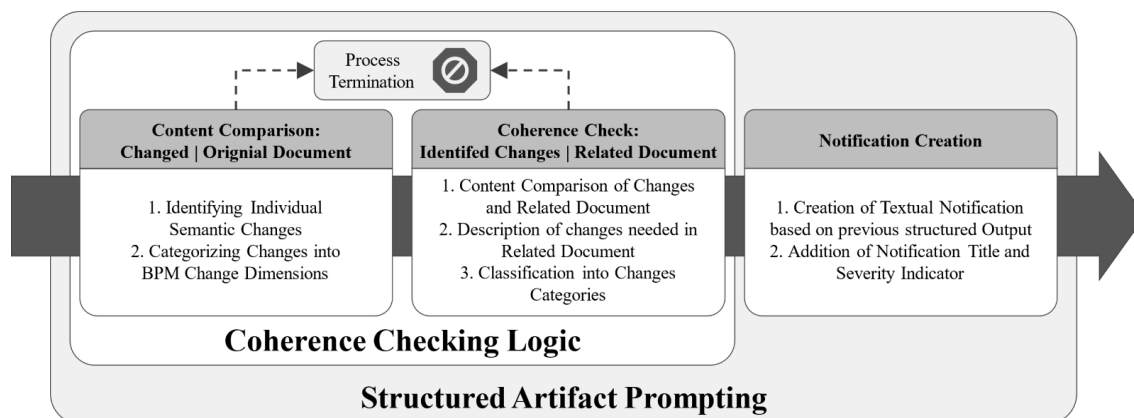 Process
Termination
Content Comparison:
Changed | Orignial Document
1. Identifying Individual
Semantic Changes
2. Categorizing Changes into
BPM Change Dimensions
Coherence Check:
Identifed Changes | Related Document
1. Content Comparison of Changes
and Related Document
2. Description of changes needed in
Related Document
3. Classification into Changes
Categories
Notification Creation
1. Creation of Textual Notification
based on previous structured Output
2. Addition of Notification Title and
Severity Indicator
Coherence Checking Logic
Structured Artifact Prompting